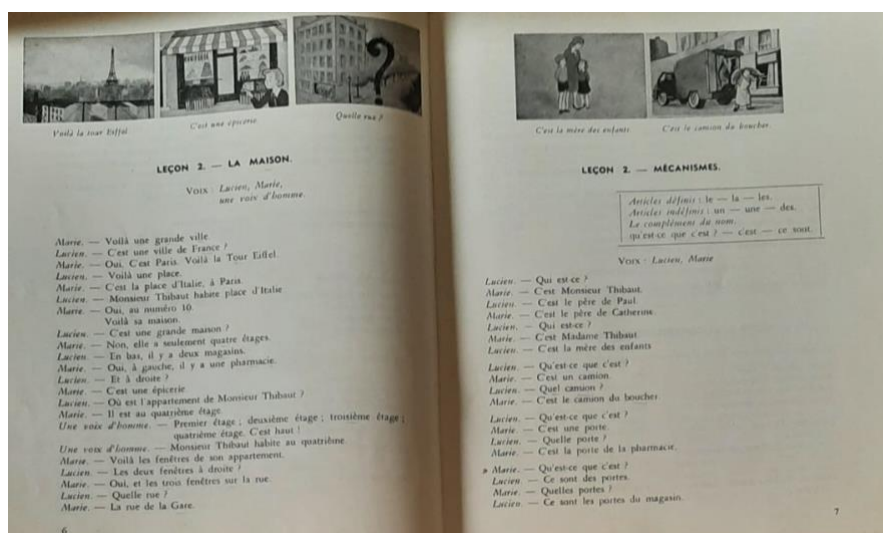 Voilà la tour Eiffel
C'est une épicerie.
Quelle rue ?
LEÇON 2. — LA MAISON.
VOIX : Lucien, Marie,
une voix d'homme.
Marie. — Voilà une grande ville.
Lucien. — C'est une ville de France ?
Marie. — Oui. C'est Paris. Voilà la Tour Eiffel.
Lucien. — Voilà une place.
Marie. — C'est la place d'Italie, à Paris.
Lucien. — Monsieur Thibaut habite place d'Italie
Marie. — Oui, au numéro 10.
Voilà sa maison.
Lucien. — C'est une grande maison ?
Marie. — Non, elle a seulement quatre étages.
Lucien. — En bas, il y a deux magasins.
Marie. — Oui, à gauche, il y a une pharmacie.
Lucien. — Et à droite ?
Marie. — C'est une épicerie.
Lucien. — Où est l'appartement de Monsieur Thibaut ?
Marie. — Il est au quatrième étage.
Une voix d'homme. — Premier étage ; deuxième étage ; troisième étage ;
quatrième étage. C'est haut !
Une voix d'homme. — Monsieur Thibaut habite au quatrième.
Marie. — Voilà les fenêtres de son appartement.
Lucien. — Les deux fenêtres à droite ?
Marie. — Oui, et les trois fenêtres sur la rue.
Lucien. — Quelle rue ?
Marie. — La rue de la Gare.
6
C'est la mère des enfants
C'est le camion du boucher.
LEÇON 2. — MÉCANISMES.
Articles définis : le — la — les.
Articles indéfinis : un — une — des.
Le complément du nom.
qu'est-ce que c'est ? — c'est — ce sont.
VOIX : Lucien, Marie
Lucien. — Qui est-ce ?
Marie. — C'est Monsieur Thibaut.
Lucien. — C'est le père de Paul.
Marie. — C'est le père de Catherine.
Lucien. — Qui est-ce ?
Marie. — C'est Madame Thibaut
Lucien. — C'est la mère des enfants
Lucien. — Qu'est-ce que c'est ?
Marie. — C'est un camion.
Lucien. — Quel camion ?
Marie. — C'est le camion du boucher.
Lucien. — Qu'est-ce que c'est ?
Marie. — C'est une porte.
Lucien. — Quelle porte ?
Marie. — C'est la porte de la pharmacie.
» Marie. — Qu'est-ce que c'est ?
Lucien. — Ce sont des portes.
Marie. — Quelles portes ?
Lucien. — Ce sont les portes du magasin.
7